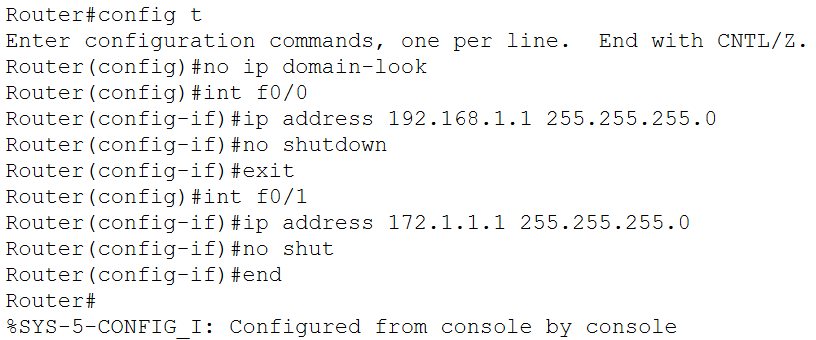 Router#config t
Enter configuration commands, one per line.  End with CNTL/Z.
Router(config)#no ip domain-look
Router(config)#int f0/0
Router(config-if)#ip address 192.168.1.1 255.255.255.0
Router(config-if)#no shutdown
Router(config-if)#exit
Router(config)#int f0/1
Router(config-if)#ip address 172.1.1.1 255.255.255.0
Router(config-if)#no shut
Router(config-if)#end
Router#
%SYS-5-CONFIG_I: Configured from console by console